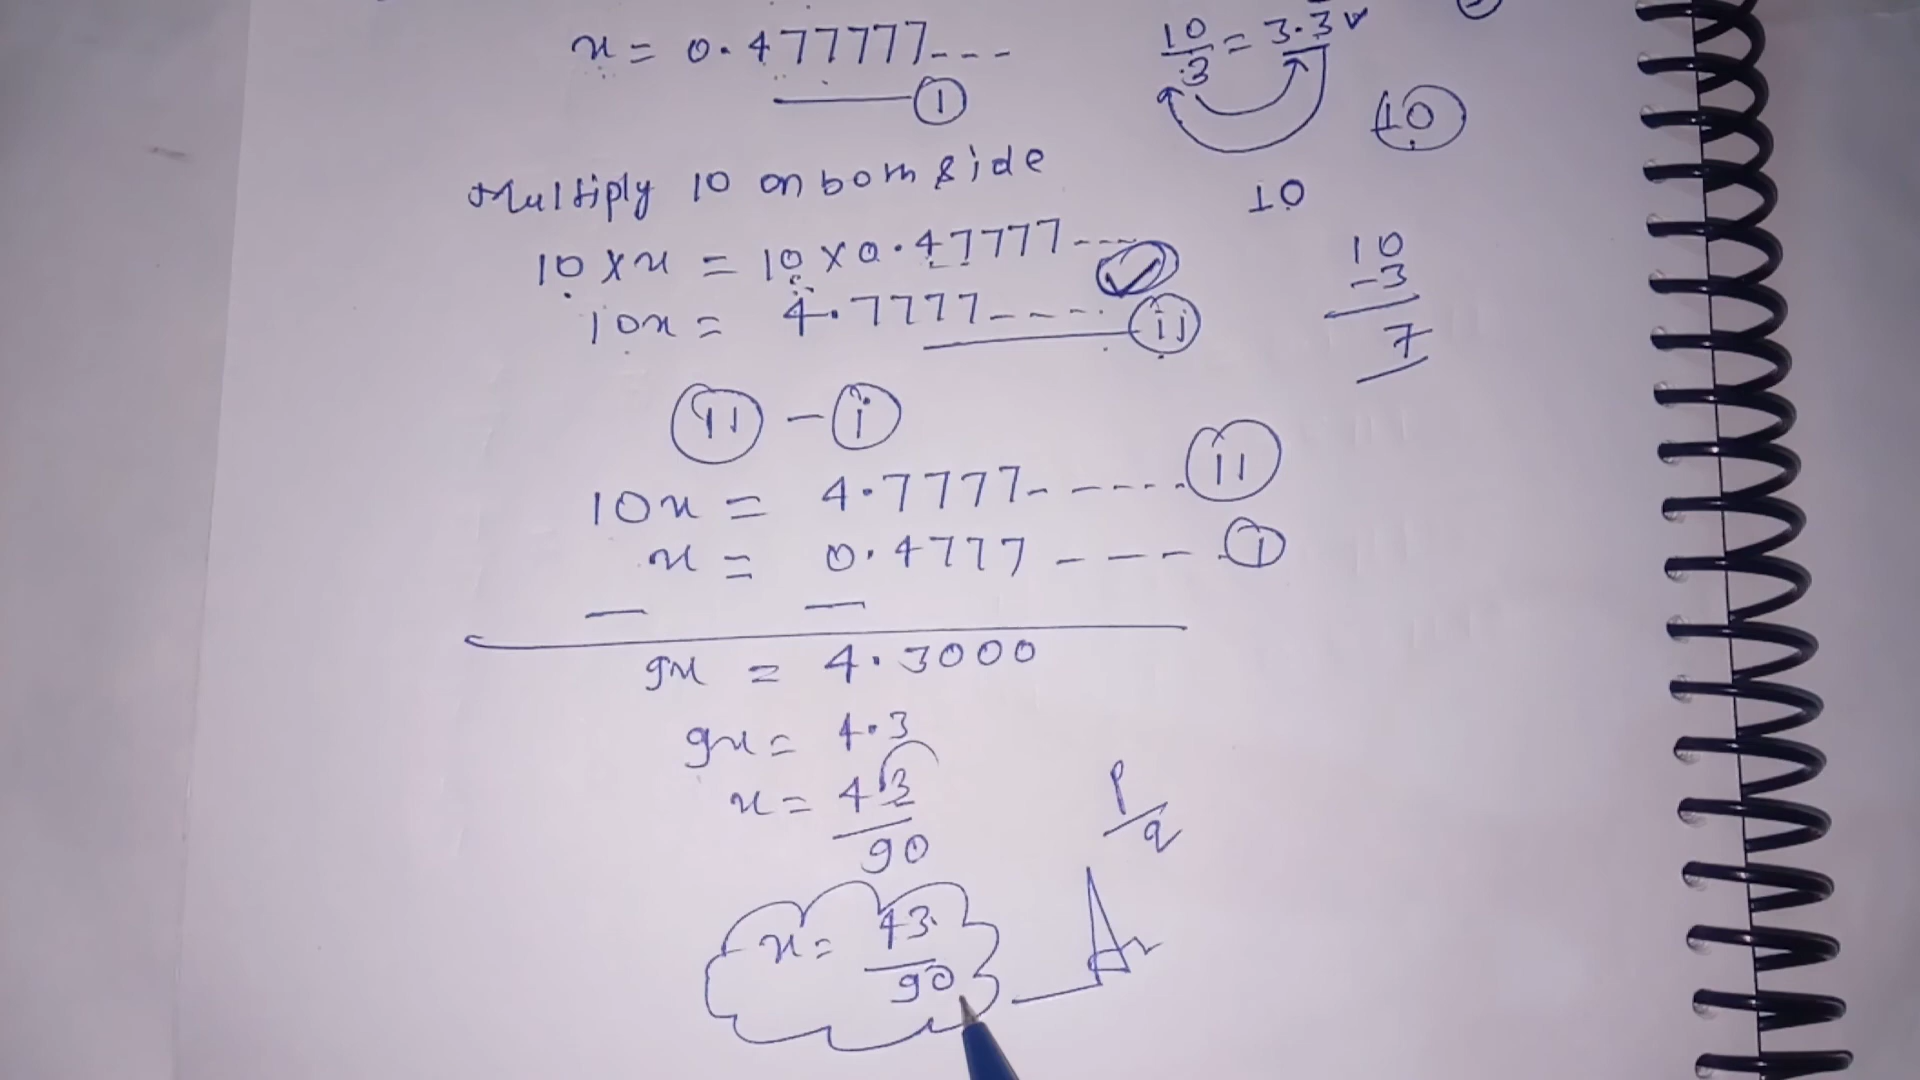 x = 0.477777---
①
10/3 = 3.3
10
Multiply 10 on both side
10
10 × x = 10 × 0.47777---
10x = 4.7777----
ii
10
-3
7
ii - i
10x = 4.7777------ ii
x = 0.4777---- i
9x = 4.3000
9x = 4.3
x = 43/90
p/q
x = 43/90